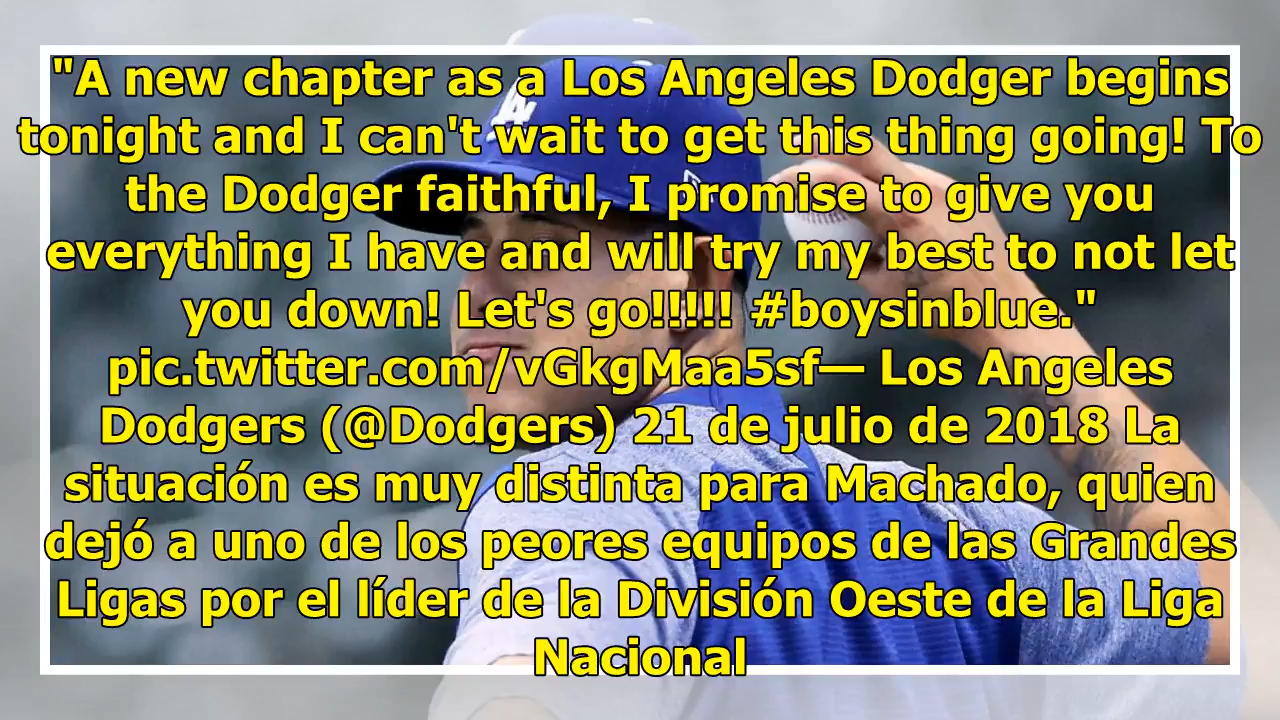 "A new chapter as a Los Angeles Dodger begins
tonight and I can't wait to get this thing going! To
the Dodger faithful, I promise to give you
everything I have and will try my best to not let
you down! Let's go!!!!! #boysinblue."
pic.twitter.com/vGkgMaa5sf— Los Angeles
Dodgers (@Dodgers) 21 de julio de 2018 La
situación es muy distinta para Machado, quien
dejó a uno de los peores equipos de las Grandes
Ligas por el líder de la División Oeste de la Liga
Nacional
LA